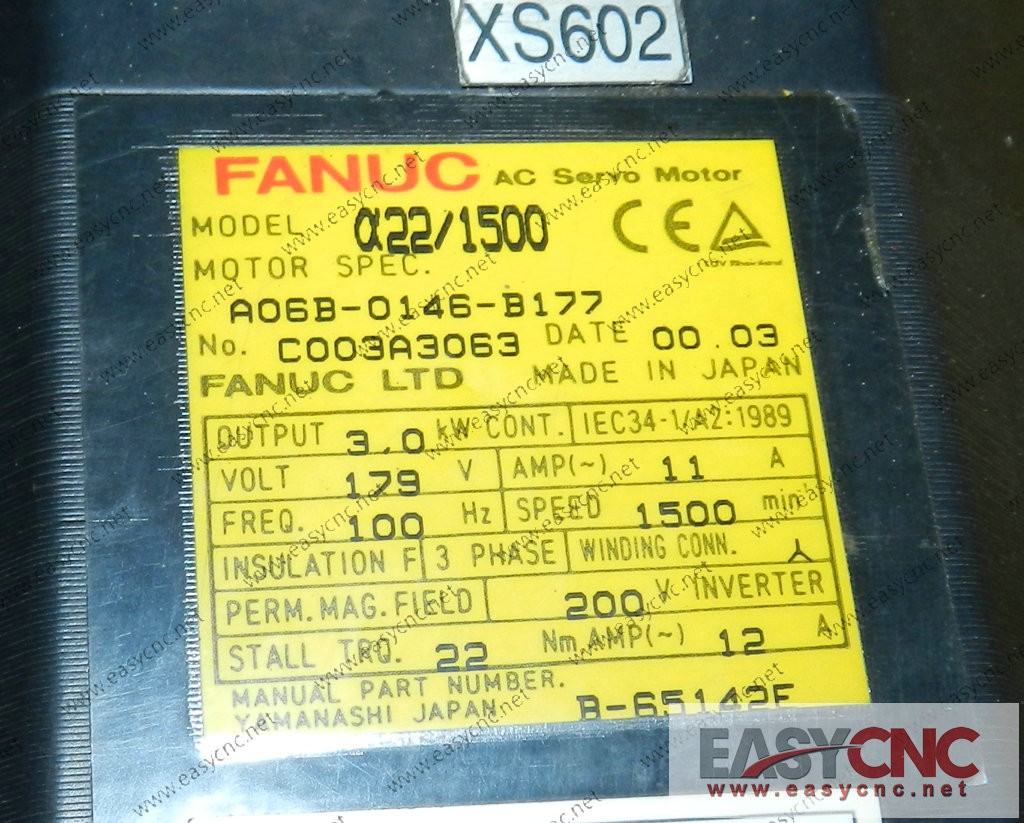 XS602
FANUC AC Servo Motor
MODEL α22/1500 CE
TÜV Rheinland
MOTOR SPEC.
A06B-0146-B177
No. C003A3063 DATE 00.03
FANUC LTD MADE IN JAPAN
OUTPUT 3.0 kW CONT. IEC34-1/A2:1989
VOLT 179 V AMP(~) 11 A
FREQ. 100 Hz SPEED 1500 min⁻¹
INSULATION F 3 PHASE WINDING CONN.
PERM.MAG.FIELD 200 V INVERTER
STALL TRQ. 22 Nm AMP(~) 12 A
MANUAL PART NUMBER.
YAMANASHI JAPAN B-65142E
EASYCNC
www.easycnc.net